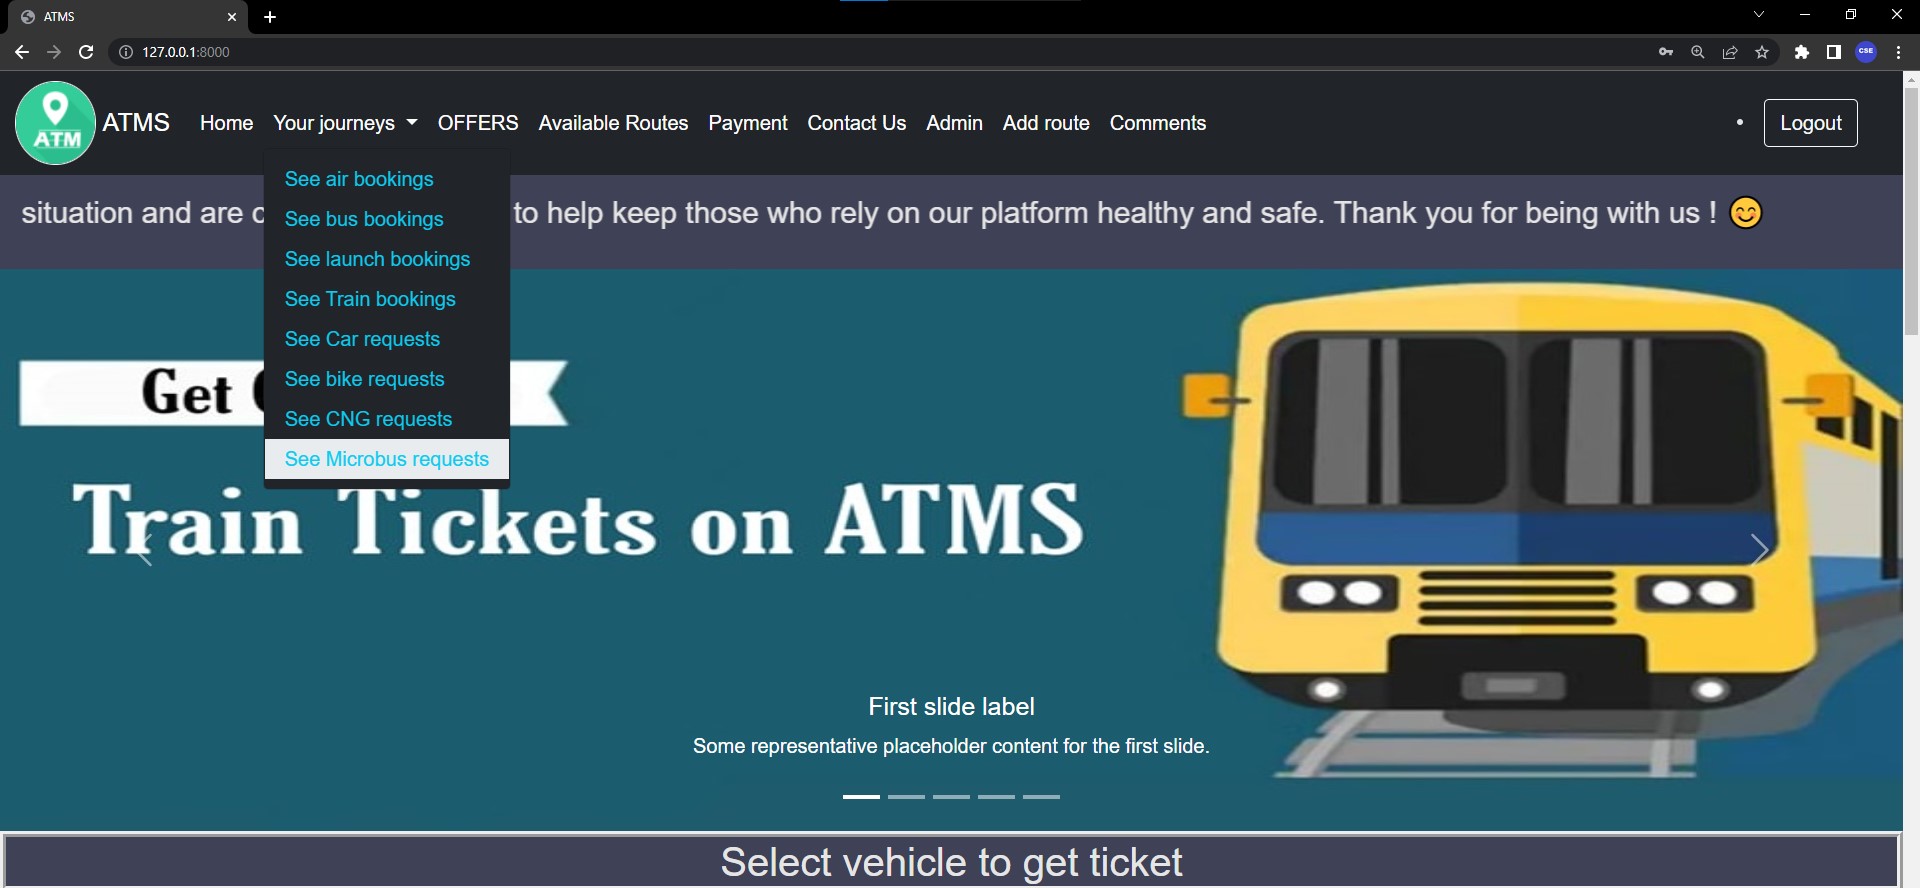 ATMS
127.0.0.1:8000
CSE
ATM
ATMS
Home
Your journeys
OFFERS
Available Routes
Payment
Contact Us
Admin
Add route
Comments
Logout
See air bookings
See bus bookings
See launch bookings
See Train bookings
See Car requests
See bike requests
See CNG requests
See Microbus requests
situation and are
to help keep those who rely on our platform healthy and safe. Thank you for being with us ! 😊
Get
Train Tickets on ATMS
First slide label
Some representative placeholder content for the first slide.
Select vehicle to get ticket